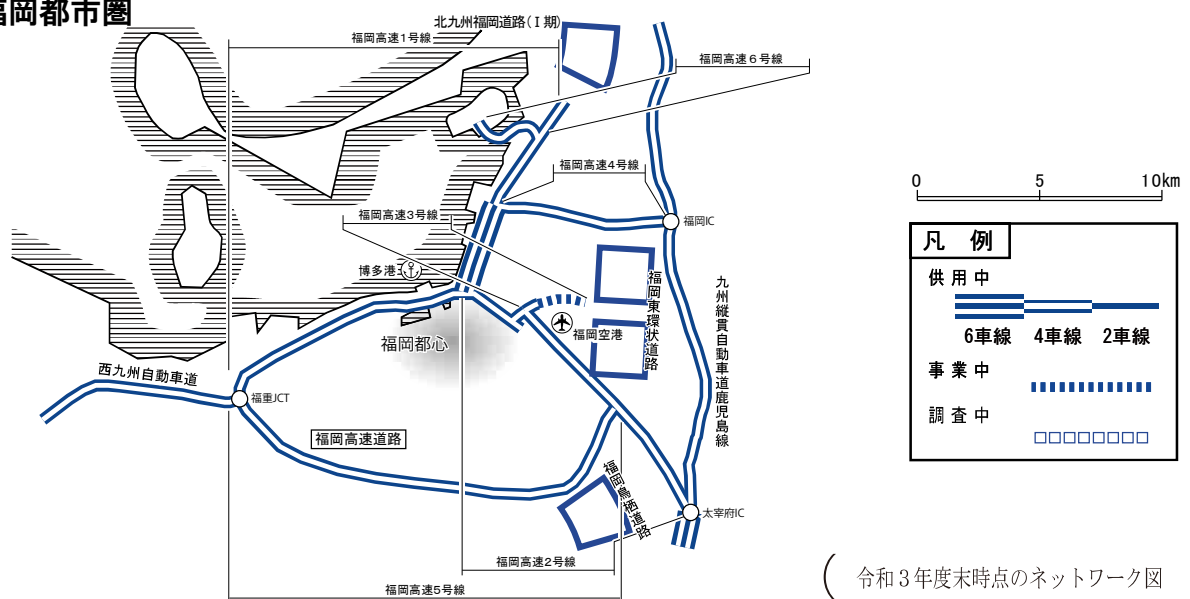 福岡都市圏
北九州福岡道路(Ⅰ期)
福岡高速1号線
福岡高速6号線
福岡高速4号線
福岡高速3号線
福岡IC
博多港
福岡東環状道路
九州縦貫自動車道鹿児島線
福岡空港
福岡都心
西九州自動車道
福重JCT
福岡高速道路
福岡鳥栖道路
太宰府IC
福岡高速2号線
福岡高速5号線
0 5 10km
凡 例
供用中
6車線 4車線 2車線
事業中
調査中
( 令和3年度末時点のネットワーク図